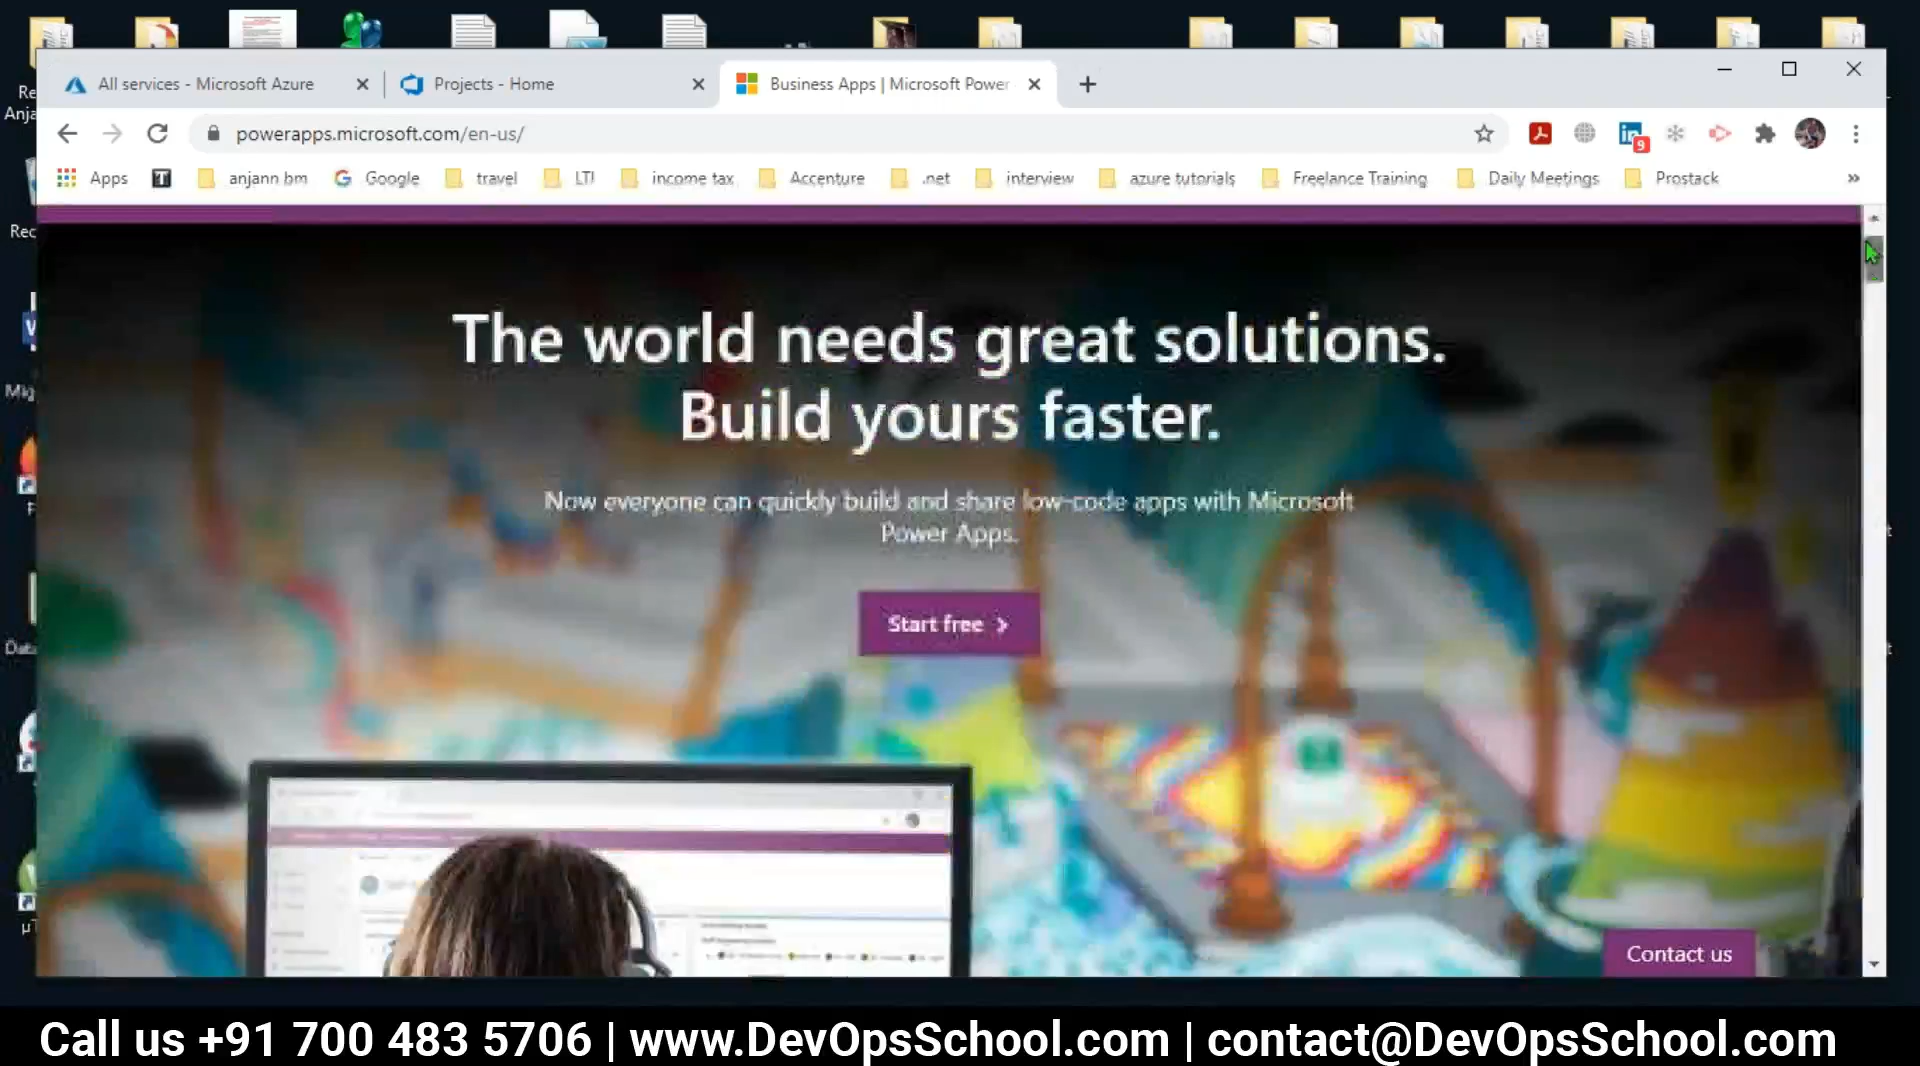 All services - Microsoft Azure
Projects - Home
Business Apps | Microsoft Power
powerapps.microsoft.com/en-us/
9
Apps
anjann bm
Google
travel
LTI
income tax
Accenture
.net
interview
azure tutorials
Freelance Training
Daily Meetings
Prostack
»
The world needs great solutions.
Build yours faster.
Now everyone can quickly build and share low-code apps with Microsoft
Power Apps.
Start free
Contact us
Call us +91 700 483 5706 | www.DevOpsSchool.com | contact@DevOpsSchool.com